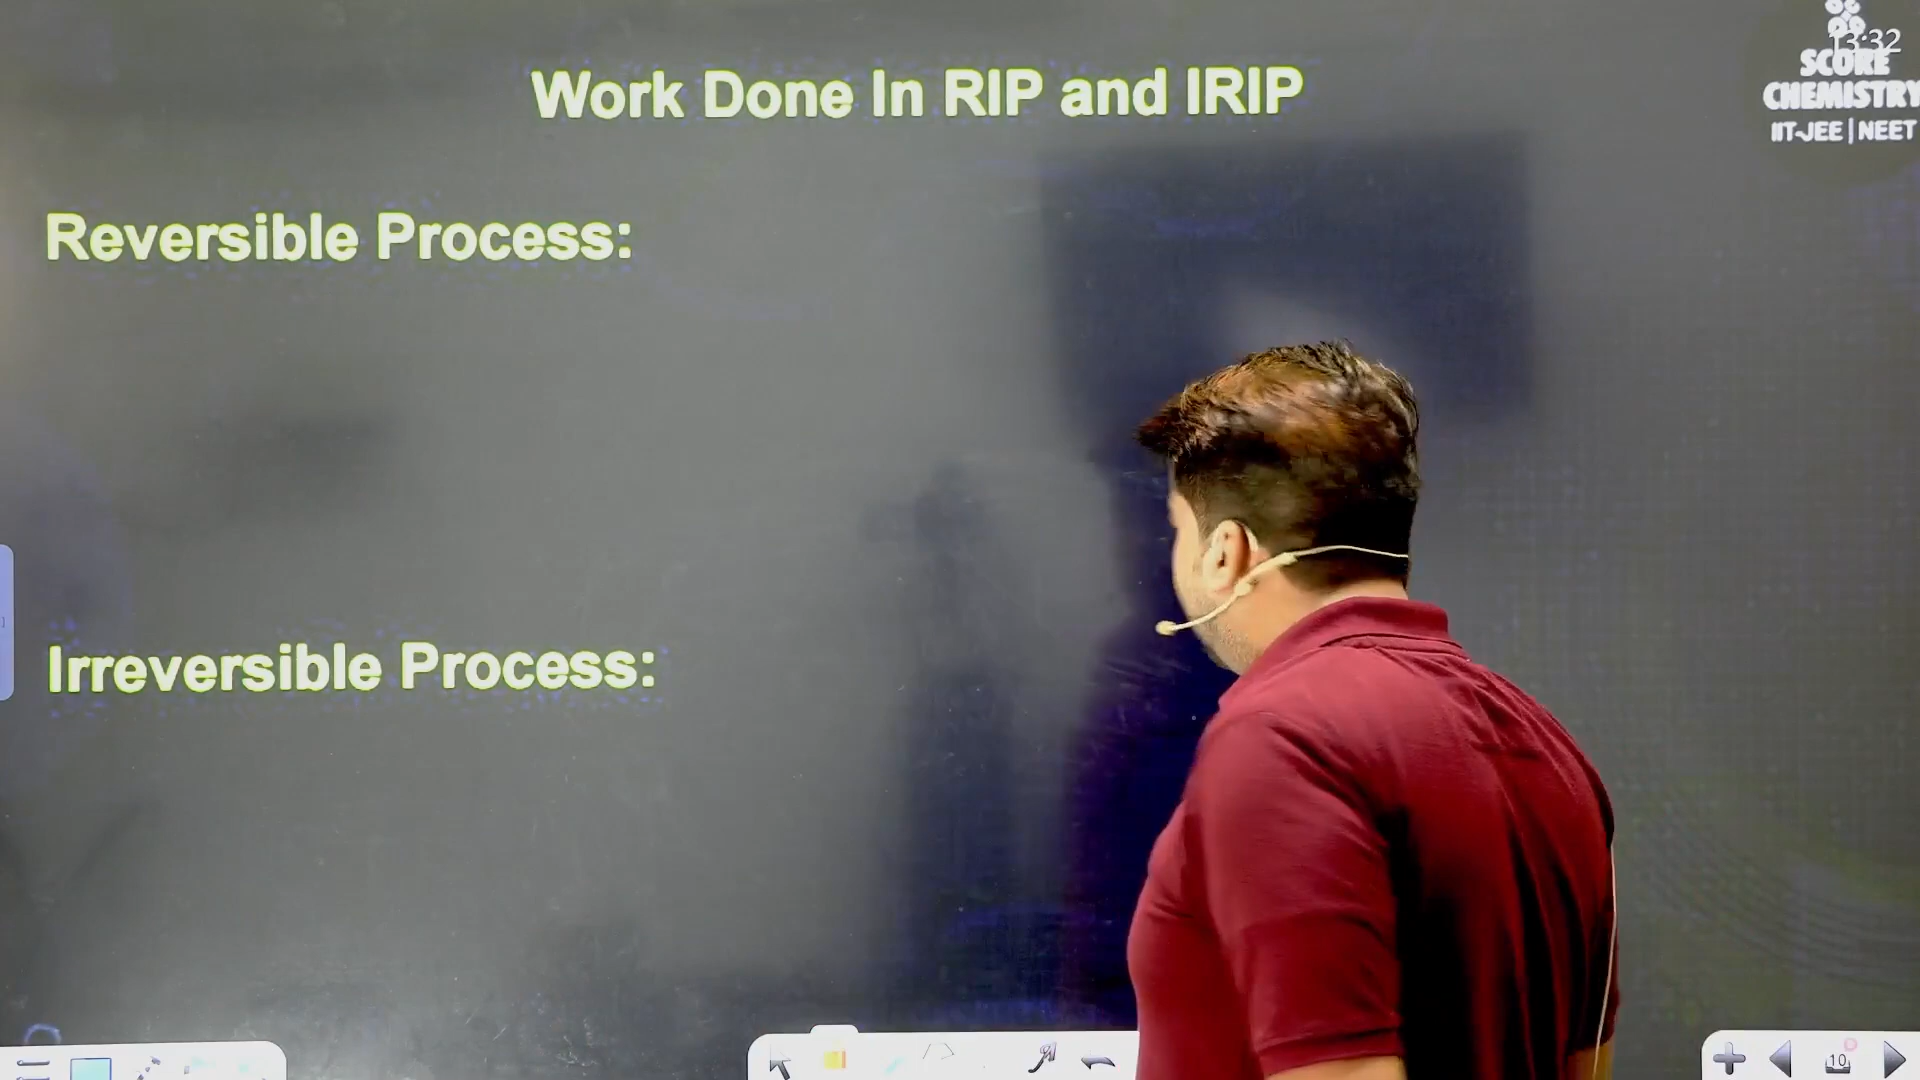 Work Done In RIP and IRIP
13:32
SCORE
CHEMISTRY
IIT-JEE | NEET
Reversible Process:
Irreversible Process:
10